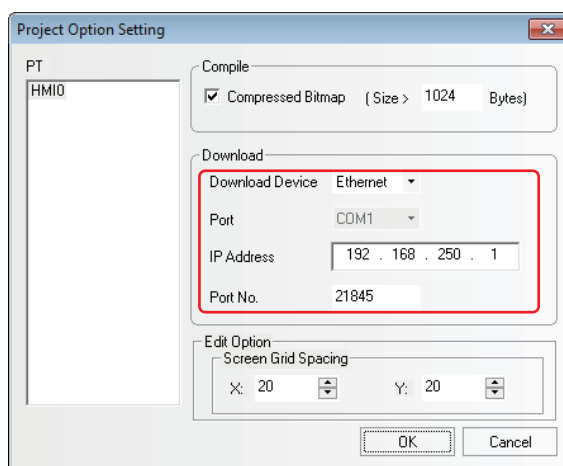 Project Option Setting
PT
HMI0
Compile
Compressed Bitmap ( Size > 1024 Bytes)
Download
Download Device Ethernet
Port COM1
IP Address 192 . 168 . 250 . 1
Port No. 21845
Edit Option
Screen Grid Spacing
X: 20 Y: 20
OK Cancel